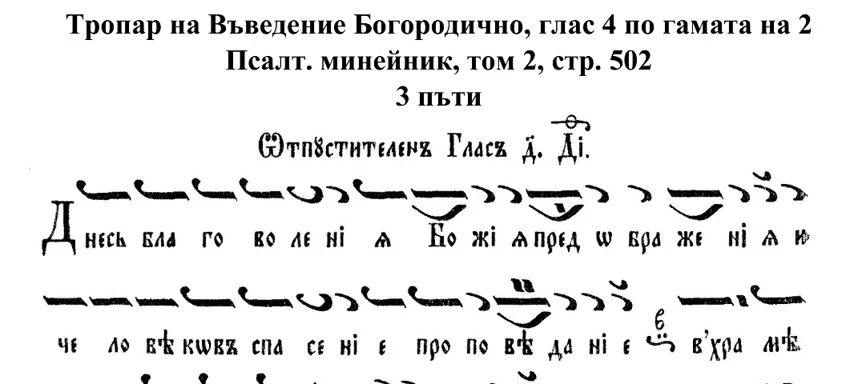 Тропар на Въведение Богородично, глас 4 по гамата на 2
Псалт. минейник, том 2, стр. 502
3 пъти
Ѿпꙋстителенъ Гласъ д҃. Ді.
Днесь бла го во ле ні ѧ Бо жі ѧ пред ѡ бра же ні ѧ и
че ло вѣ кѡвъ спа се ні е про по вѣ да ні е в’хра мѣ